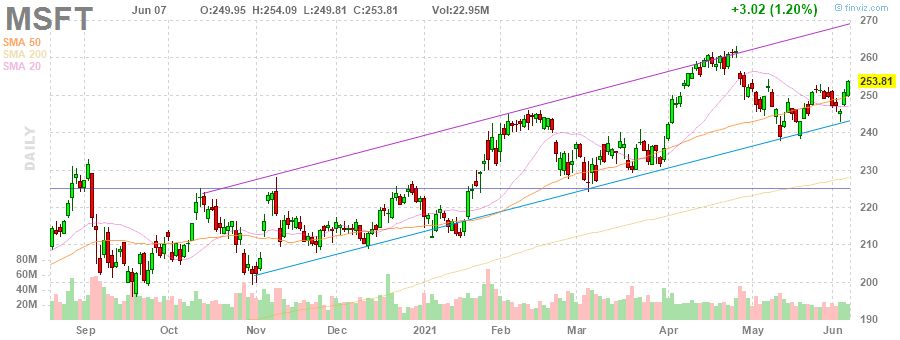 MSFT
Jun 07 O:249.95 H:254.09 L:249.81 C:253.81 Vol:22.95M +3.02 (1.20%)
© finviz.com
SMA 50
SMA 200
SMA 20
DAILY
270
260
253.81
250
240
230
220
210
200
190
80M
60M
40M
20M
Sep Oct Nov Dec 2021 Feb Mar Apr May Jun